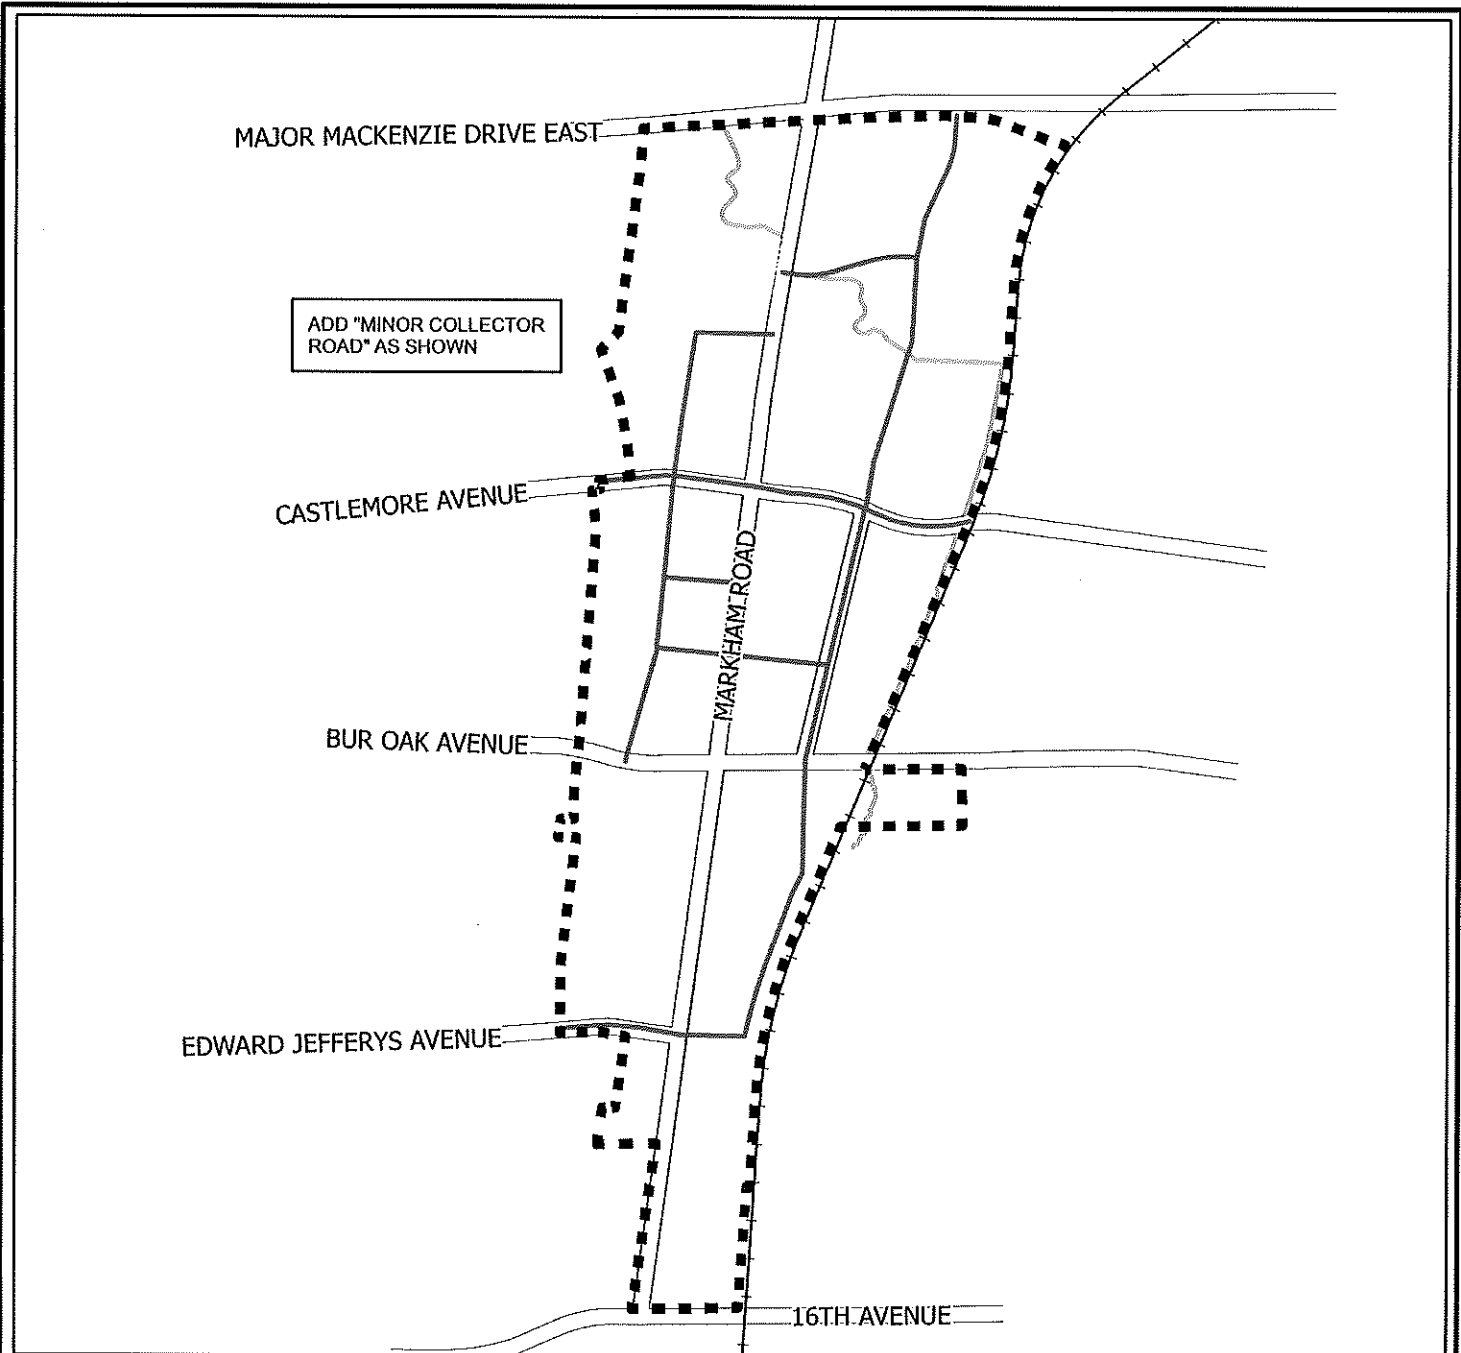 MAJOR MACKENZIE DRIVE EAST
ADD "MINOR COLLECTOR
ROAD" AS SHOWN
CASTLEMORE AVENUE
MARKHAM ROAD
BUR OAK AVENUE
EDWARD JEFFERYS AVENUE
16TH AVENUE